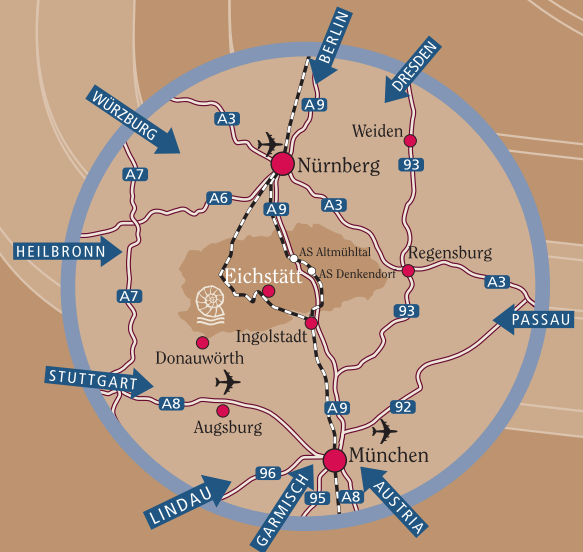 BERLIN
DRESDEN
WÜRZBURG
A3
A9
Weiden
93
Nürnberg
A7
A6
A9
A3
HEILBRONN
AS Altmühltal
Regensburg
AS Denkendorf
Eichstätt
A3
A7
93
PASSAU
Ingolstadt
Donauwörth
STUTTGART
A8
A9
92
Augsburg
München
96
LINDAU
GARMISCH
95
A8
AUSTRIA